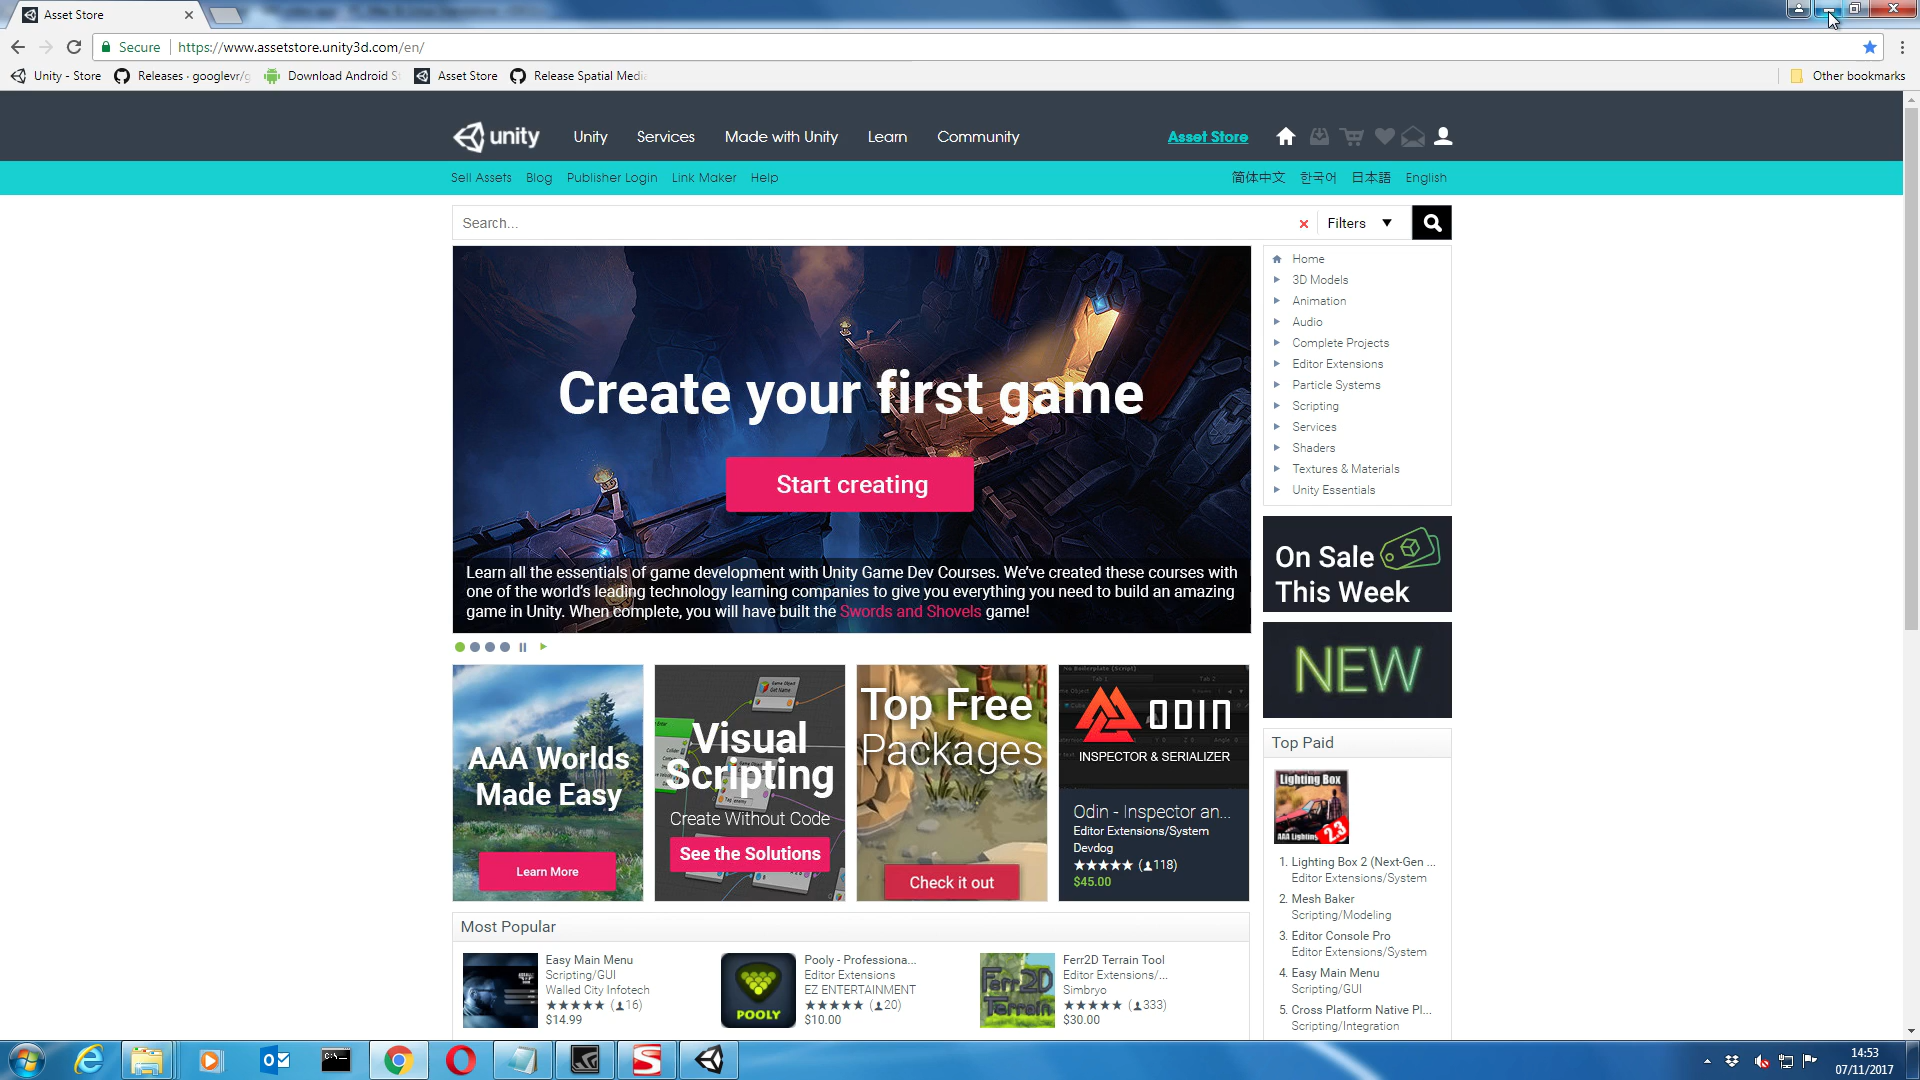 Asset Store
Secure
https://www.assetstore.unity3d.com/en/
Unity - Store
Releases · googlevr/g
Download Android S
Asset Store
Release Spatial Medi
Other bookmarks
unity
Unity
Services
Made with Unity
Learn
Community
Asset Store
Sell Assets
Blog
Publisher Login
Link Maker
Help
简体中文
한국어
日本語
English
Search...
Filters
Create your first game
Start creating
Learn all the essentials of game development with Unity Game Dev Courses. We've created these courses with
one of the world's leading technology learning companies to give you everything you need to build an amazing
game in Unity. When complete, you will have built the Swords and Shovels game!
Home
3D Models
Animation
Audio
Complete Projects
Editor Extensions
Particle Systems
Scripting
Services
Shaders
Textures & Materials
Unity Essentials
On Sale
This Week
NEW
AAA Worlds
Made Easy
Learn More
Visual
Scripting
Create Without Code
See the Solutions
Top Free
Packages
Check it out
ODIN
INSPECTOR & SERIALIZER
Odin - Inspector an...
Editor Extensions/System
Devdog
(118)
$45.00
Top Paid
Lighting Box
AAA Lighting 2.3
1. Lighting Box 2 (Next-Gen ...
Editor Extensions/System
2. Mesh Baker
Scripting/Modeling
3. Editor Console Pro
Editor Extensions/System
4. Easy Main Menu
Scripting/GUI
5. Cross Platform Native Pl...
Scripting/Integration
Most Popular
Easy Main Menu
Scripting/GUI
Walled City Infotech
(16)
$14.99
POOLY
Pooly - Professiona...
Editor Extensions
EZ ENTERTAINMENT
(20)
$10.00
Ferr2D
Terrain
Ferr2D Terrain Tool
Editor Extensions/...
Simbryo
(333)
$30.00
14:53
07/11/2017